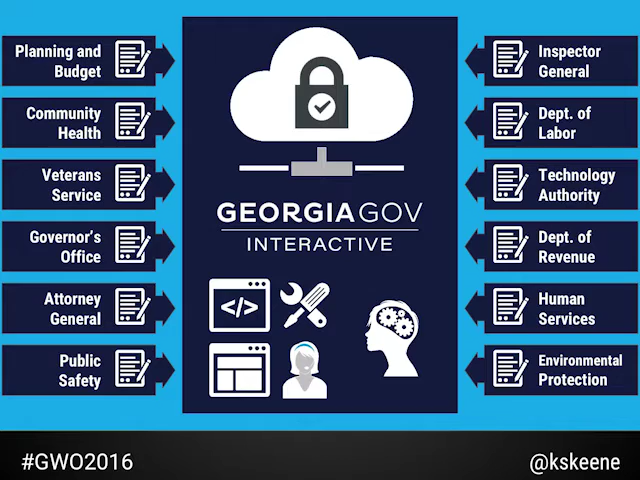 Planning and
Budget
Community
Health
Veterans
Service
Governor's
Office
Attorney
General
Public
Safety
GEORGIAGOV
INTERACTIVE
</>
Inspector
General
Dept. of
Labor
Technology
Authority
Dept. of
Revenue
Human
Services
Environmental
Protection
#GWO2016
@kskeene